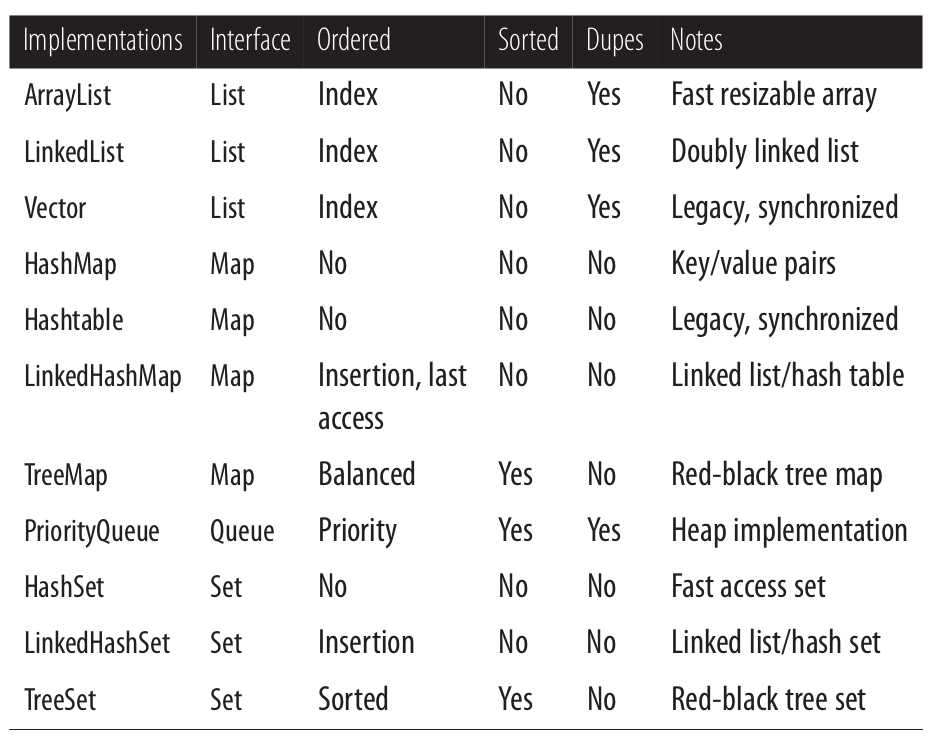 Implementations Interface Ordered Sorted Dupes Notes
ArrayList List Index No Yes Fast resizable array
LinkedList List Index No Yes Doubly linked list
Vector List Index No Yes Legacy, synchronized
HashMap Map No No No Key/value pairs
Hashtable Map No No No Legacy, synchronized
LinkedHashMap Map Insertion, last No No Linked list/hash table
access
TreeMap Map Balanced Yes No Red-black tree map
PriorityQueue Queue Priority Yes Yes Heap implementation
HashSet Set No No No Fast access set
LinkedHashSet Set Insertion No No Linked list/hash set
TreeSet Set Sorted Yes No Red-black tree set